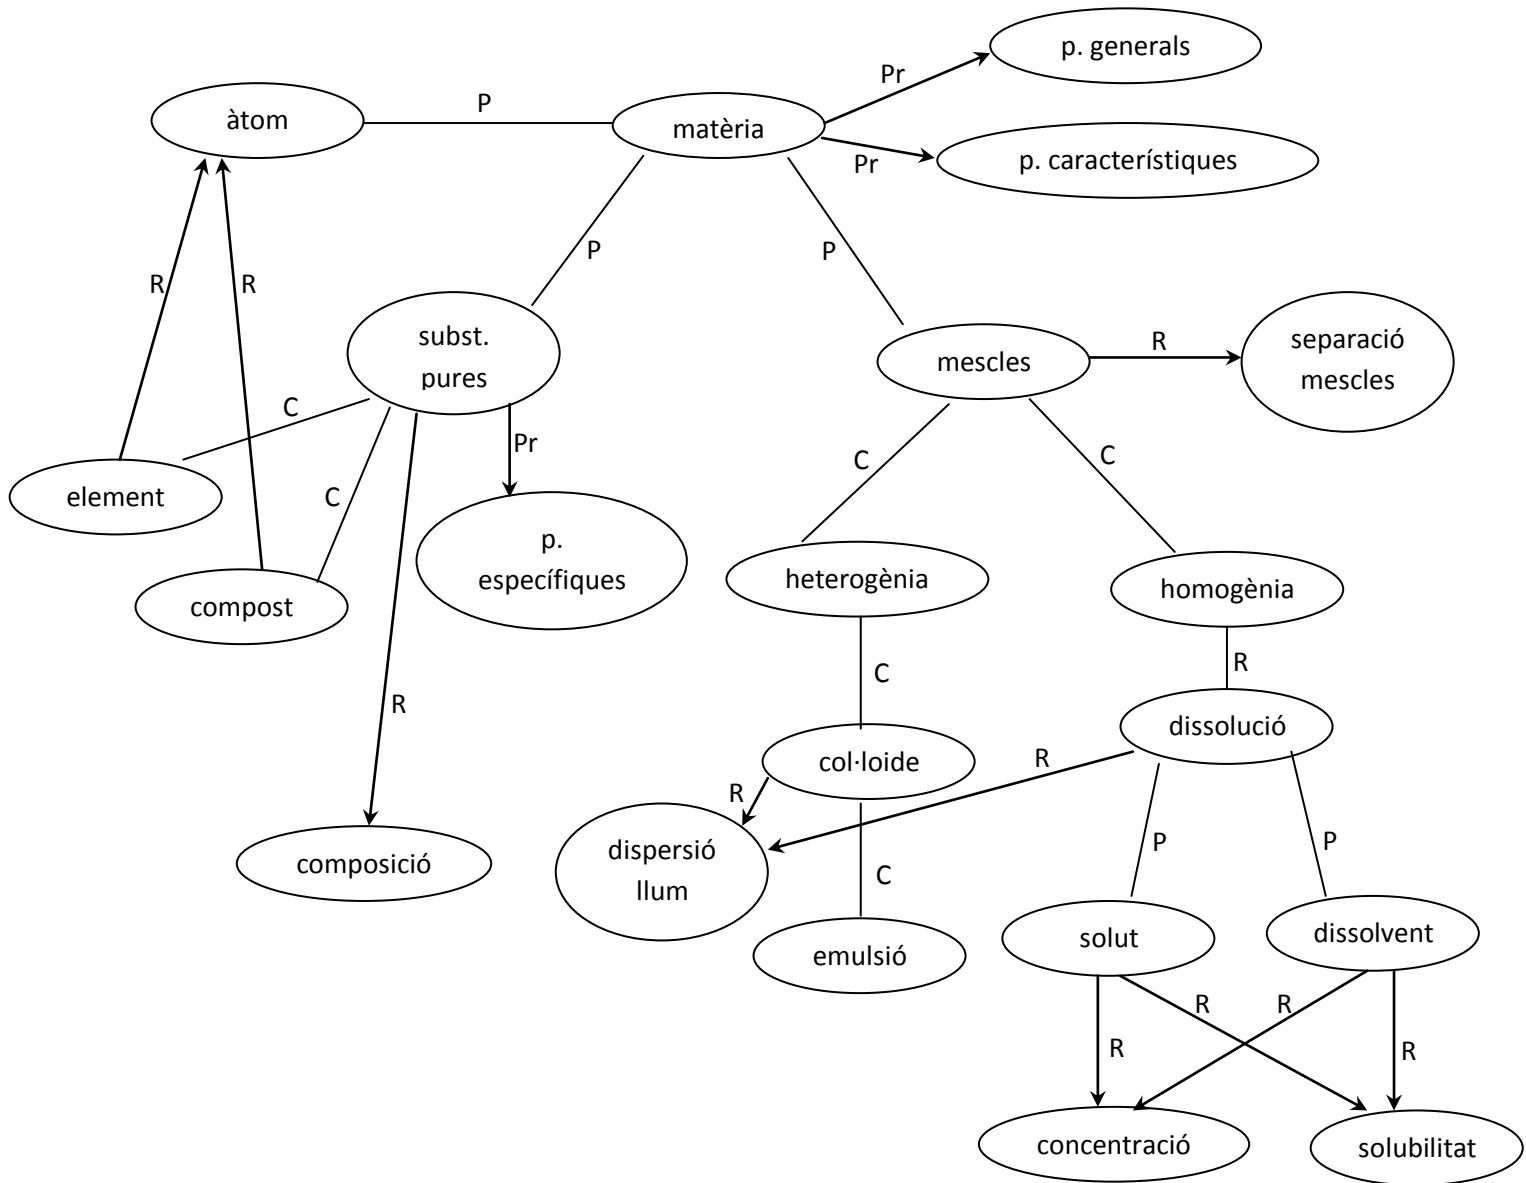 p. generals
Pr
P
àtom
matèria
Pr
p. característiques
P
P
R
R
subst.
pures
mescles
R
separació
mescles
C
Pr
C
C
element
C
p.
específiques
heterogènia
homogènia
compost
C
R
R
dissolució
col·loide
R
R
composició
dispersió
llum
C
P
P
emulsió
solut
dissolvent
R
R
R
R
concentració
solubilitat